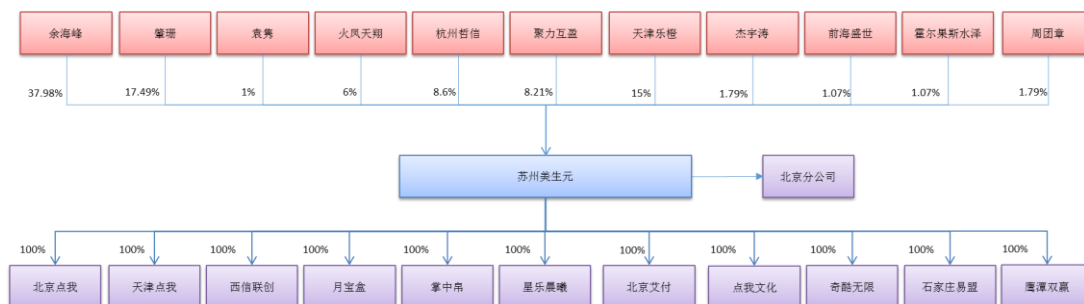 余海峰
肇珊
袁隽
火凤天翔
杭州哲信
聚力互盈
天津乐橙
杰宇涛
前海盛世
霍尔果斯水泽
周团章
37.98%
17.49%
1%
6%
8.6%
8.21%
15%
1.79%
1.07%
1.07%
1.79%
苏州美生元
北京分公司
100%
100%
100%
100%
100%
100%
100%
100%
100%
100%
100%
北京点我
天津点我
西信联创
月宝盒
掌中帛
星乐晨曦
北京艾付
点我文化
奇酷无限
石家庄易盟
鹰潭双赢